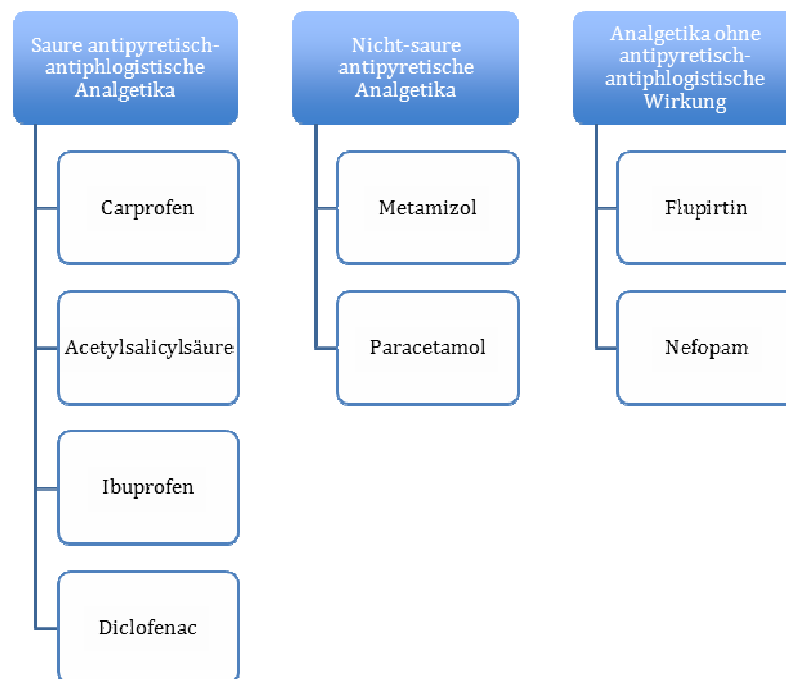 Saure antipyretisch-
antiphlogistische
Analgetika
Carprofen
Acetylsalicylsäure
Ibuprofen
Diclofenac
Nicht-saure
antipyretische
Analgetika
Metamizol
Paracetamol
Analgetika ohne
antipyretisch-
antiphlogistische
Wirkung
Flupirtin
Nefopam